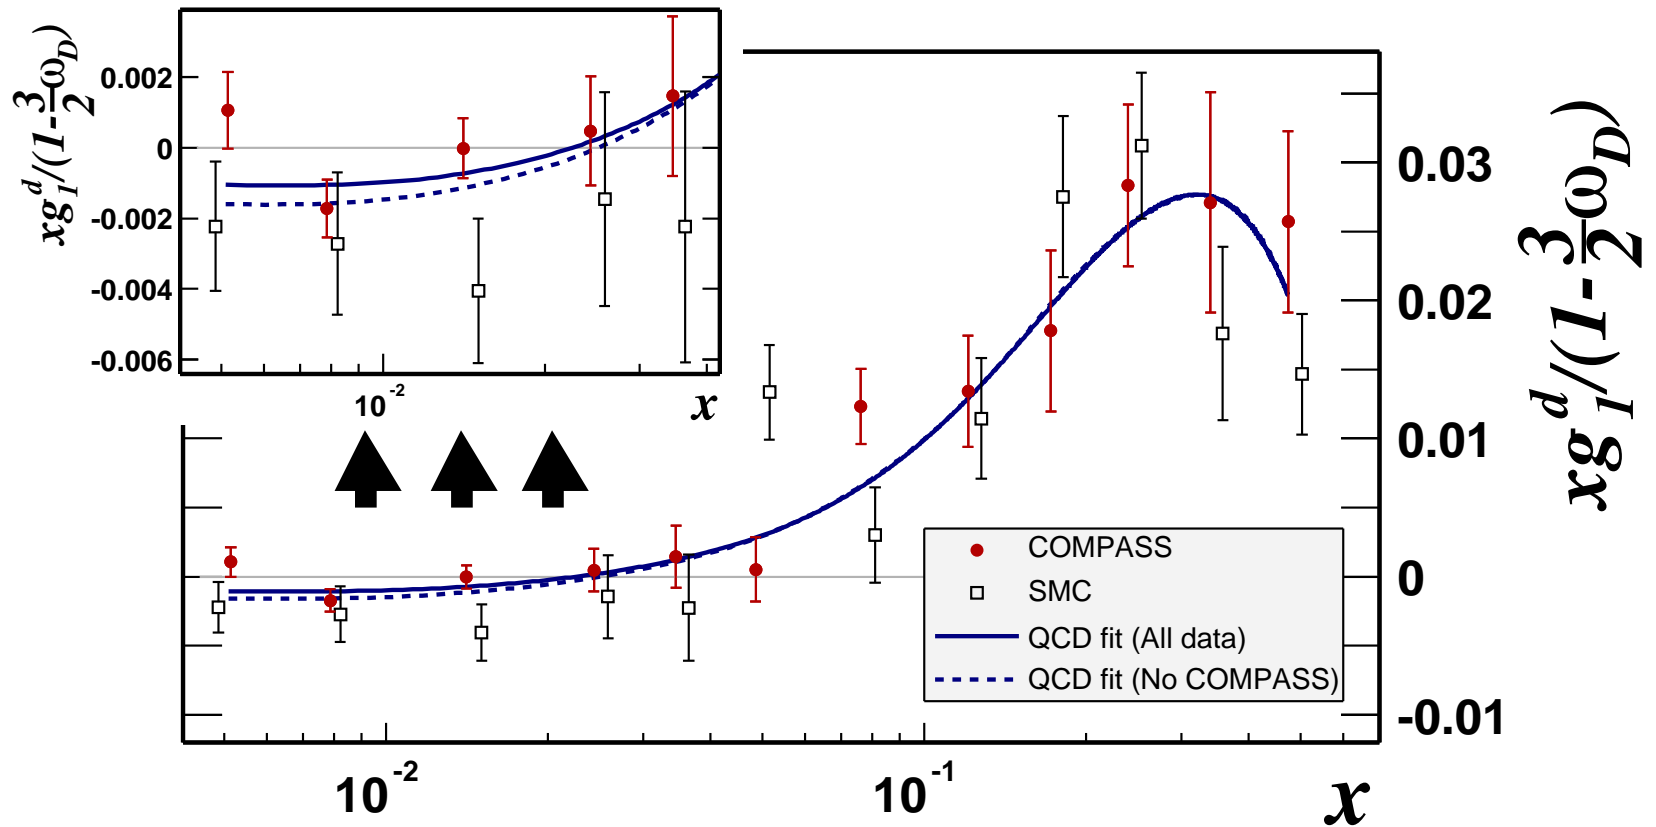 xg₁ᵈ/(1-3/2ω_D)
0.002
0
-0.002
-0.004
-0.006
10⁻²
x
0.03
0.02
0.01
0
-0.01
xg₁ᵈ/(1-3/2ω_D)
COMPASS
SMC
QCD fit (All data)
QCD fit (No COMPASS)
10⁻²
10⁻¹
x